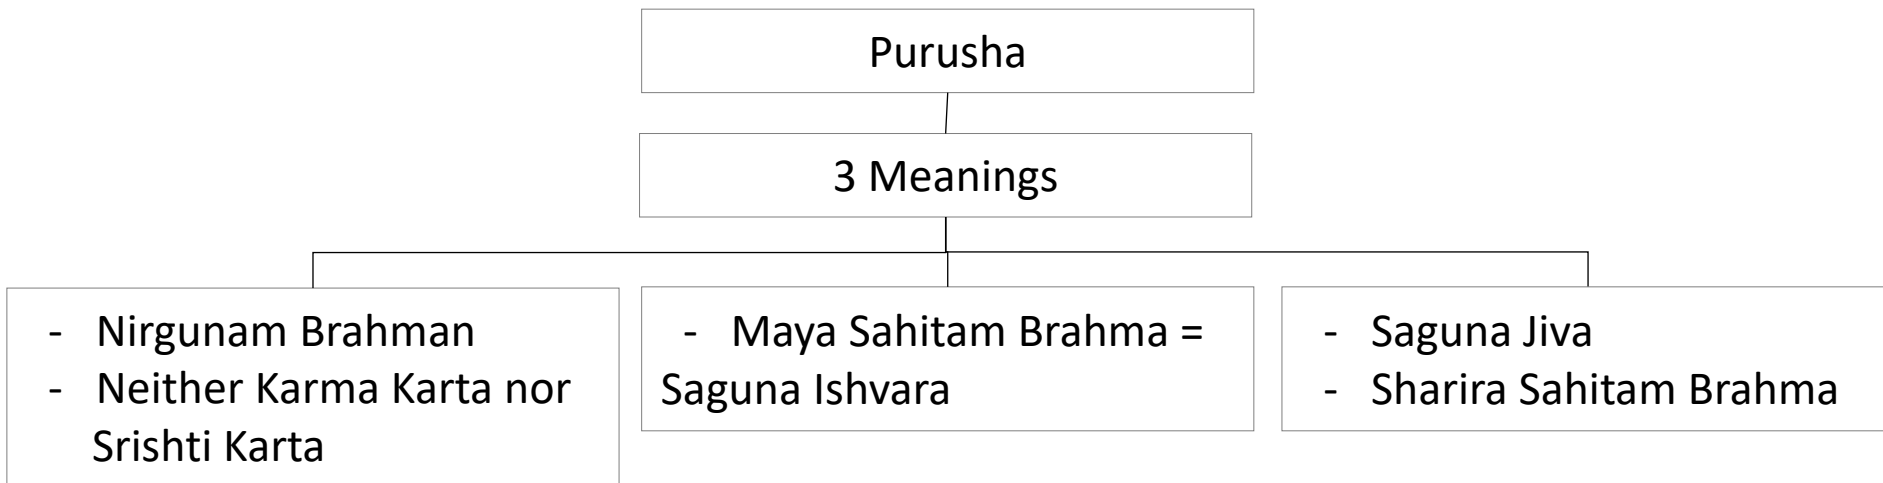 Purusha
3 Meanings
- Nirgunam Brahman
- Neither Karma Karta nor
Srishti Karta
- Maya Sahitam Brahma =
Saguna Ishvara
- Saguna Jiva
- Sharira Sahitam Brahma